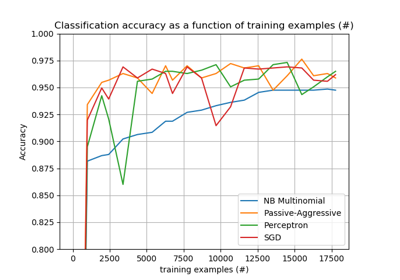 Classification accuracy as a function of training examples (#)
1.000
0.975
0.950
0.925
0.900
0.875
0.850
0.825
0.800
Accuracy
NB Multinomial
Passive-Aggressive
Perceptron
SGD
0 2500 5000 7500 10000 12500 15000 17500
training examples (#)